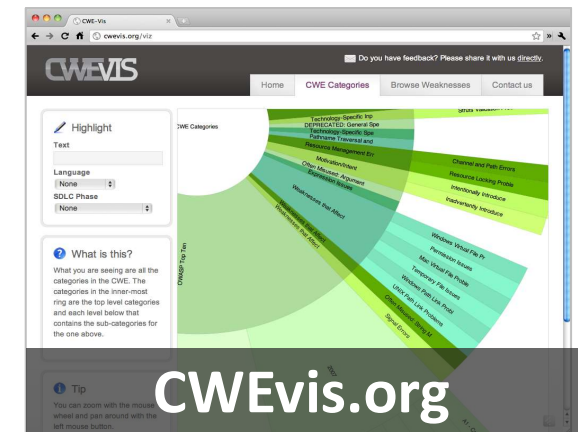 CWE-Vis
cwevis.org/viz
Do you have feedback? Please share it with us directly.
CWEVIS
Home
CWE Categories
Browse Weaknesses
Contact us
Highlight
Text
Language
None
SDLC Phase
None
What is this?
What you are seeing are all the
categories in the CWE. The
categories in the inner-most
ring are the top level categories
and each level below that
contains the sub-categories for
the one above.
Tip
You can zoom with the mouse
wheel and pan around with the
left mouse button.
CWE Categories
OWASP Top Ten
Technology-Specific Inp
DEPRECATED: General Spe
Technology-Specific Spe
Pathname Traversal and
Resource Management Err
Motivation/Intent
Often Misused: Argument
Expression Issues
Weaknesses that Affect
Weaknesses that Affect
Weaknesses that Affect
Channel and Path Errors
Resource Locking Proble
Intentionally Introduce
Inadvertently Introduce
Windows Virtual File Pr
Permission Issues
Mac Virtual File Proble
Temporary File Issues
Windows Path Link Probl
UNIX Path Link Problems
Often Misused: String M
Signal Errors
CWEvis.org